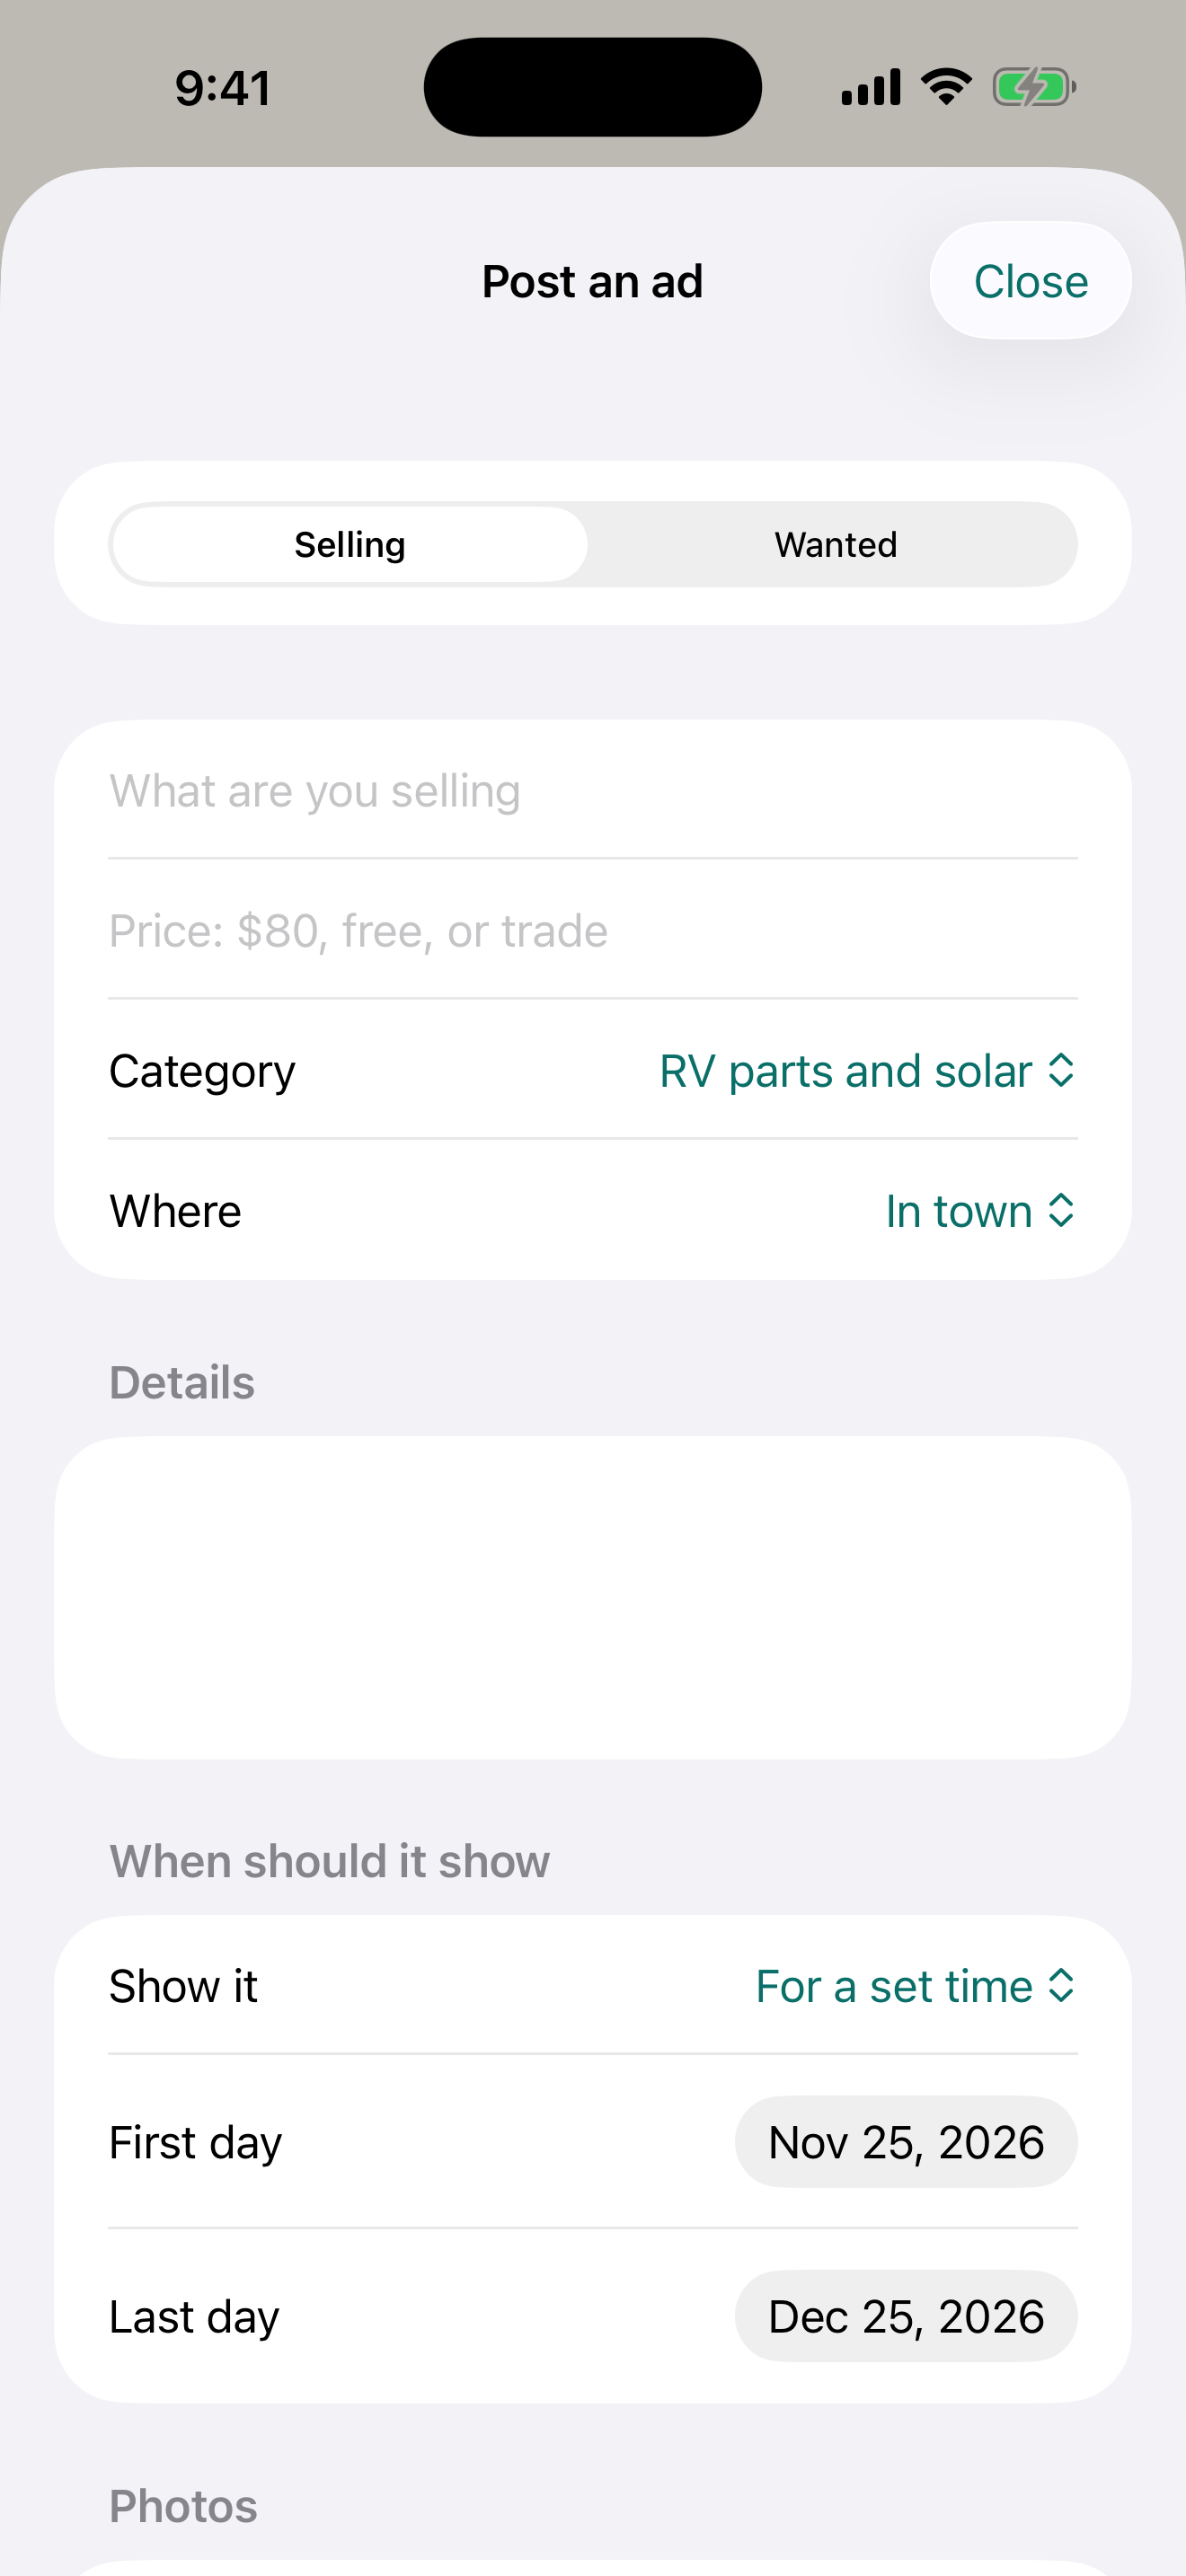 9:41
Post an ad
Close
Selling
Wanted
What are you selling
Price: $80, free, or trade
Category
RV parts and solar
Where
In town
Details
When should it show
Show it
For a set time
First day
Nov 25, 2026
Last day
Dec 25, 2026
Photos